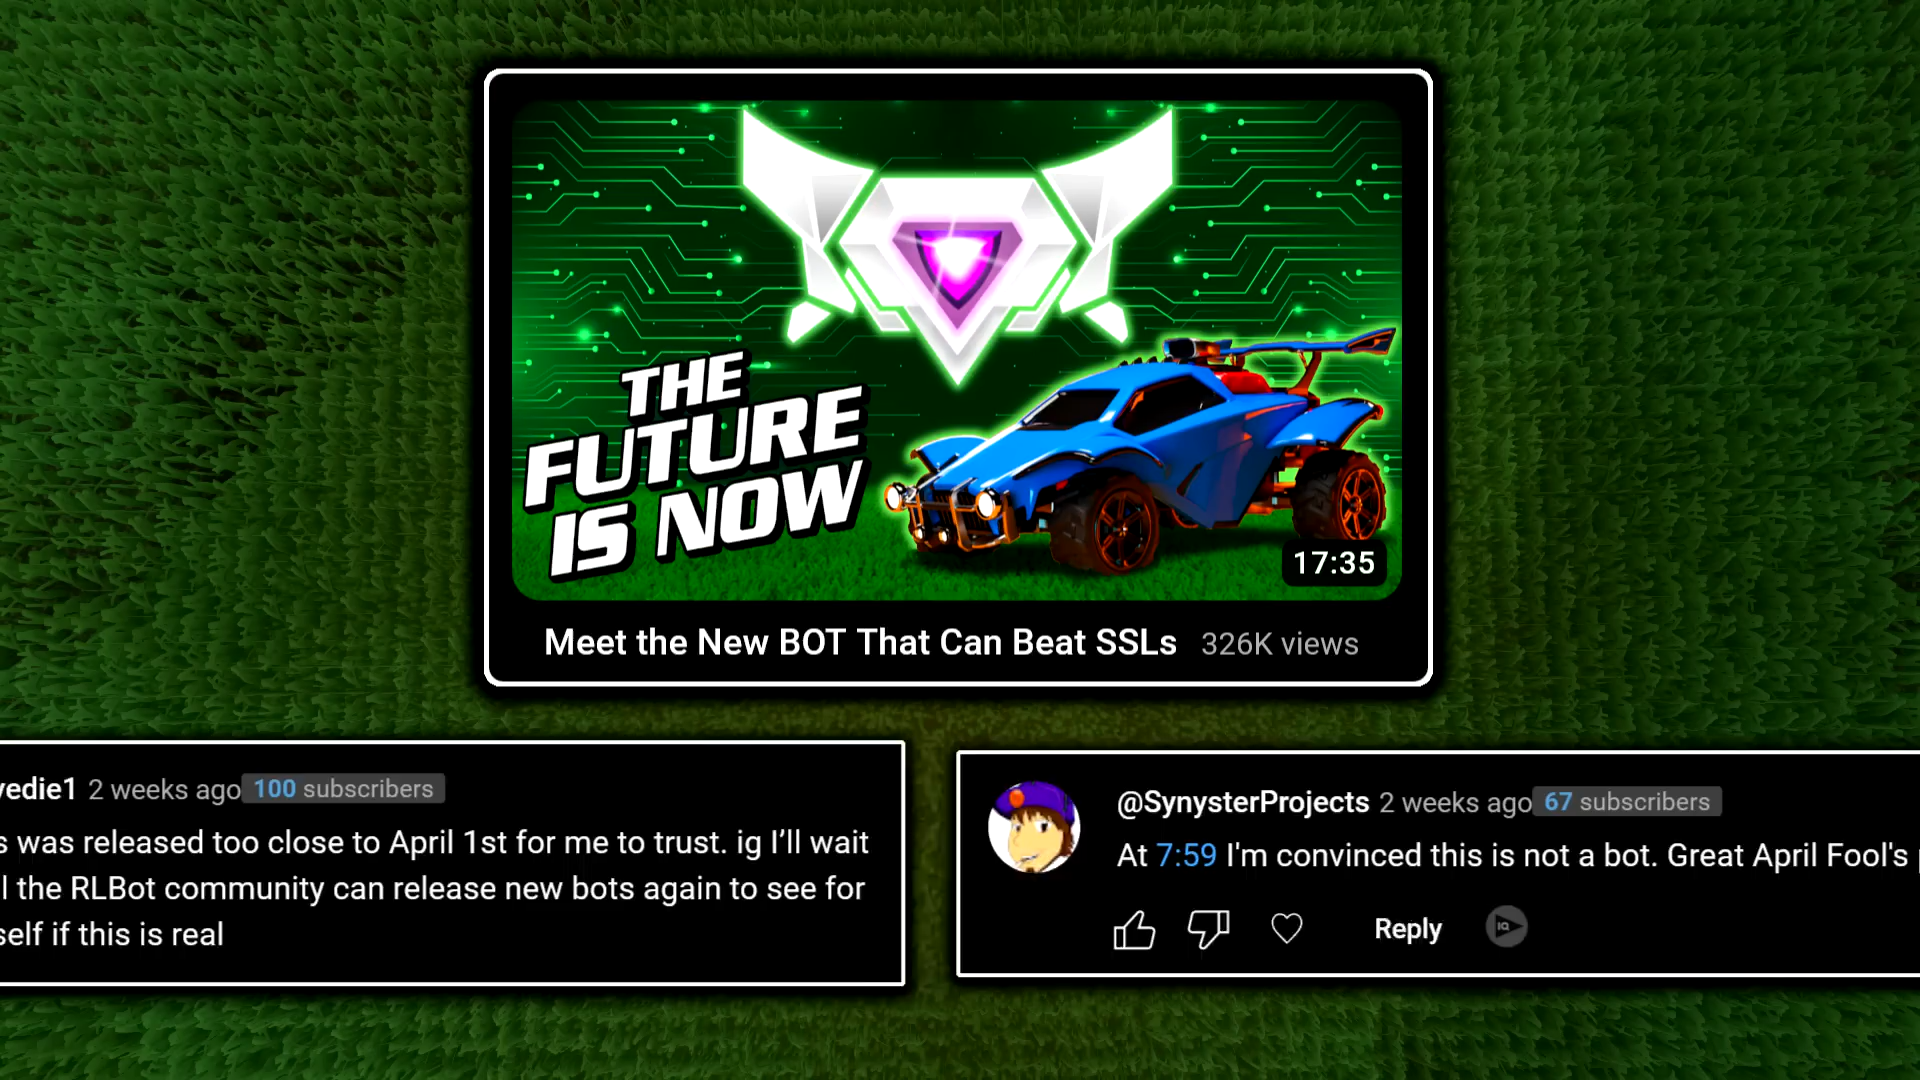 THE
FUTURE
IS NOW
17:35
Meet the New BOT That Can Beat SSLs 326K views
vedie1 2 weeks ago 100 subscribers
s was released too close to April 1st for me to trust. ig I’ll wait
l the RLBot community can release new bots again to see for
self if this is real
@SynysterProjects 2 weeks ago 67 subscribers
At 7:59 I'm convinced this is not a bot. Great April Fool's
Reply
IQ